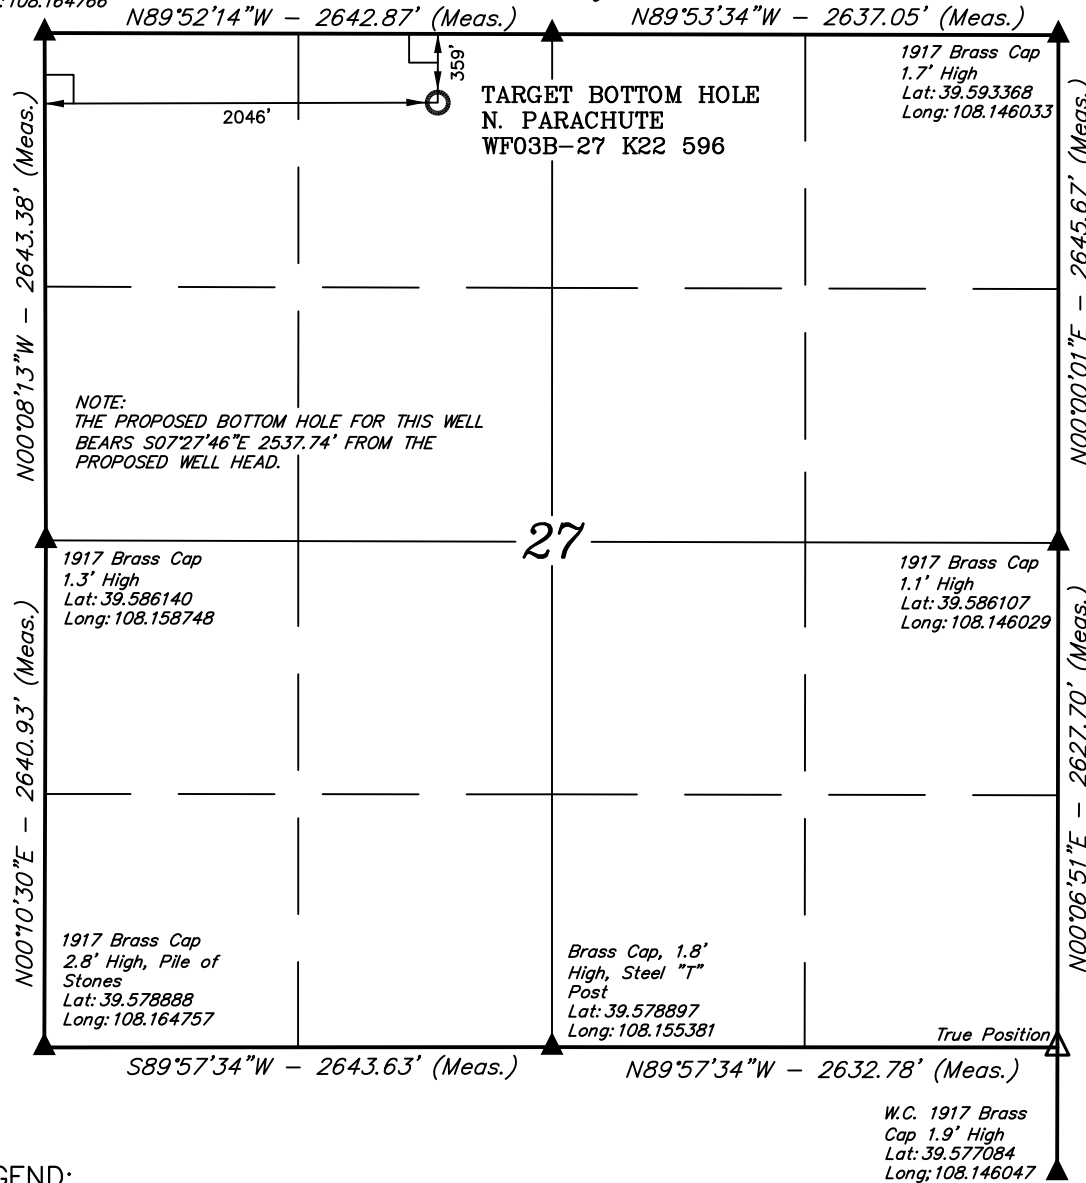 N89°52'14"W – 2642.87' (Meas.)
N89°53'34"W – 2637.05' (Meas.)
359'
2046'
TARGET BOTTOM HOLE
N. PARACHUTE
WF03B-27 K22 596
1917 Brass Cap
1.7' High
Lat: 39.593368
Long: 108.146033
N00°08'13"W – 2643.38' (Meas.)
N00°00'01"E – 2645.67' (Meas.)
NOTE:
THE PROPOSED BOTTOM HOLE FOR THIS WELL
BEARS S07°27'46"E 2537.74' FROM THE
PROPOSED WELL HEAD.
27
1917 Brass Cap
1.3' High
Lat: 39.586140
Long: 108.158748
1917 Brass Cap
1.1' High
Lat: 39.586107
Long: 108.146029
N00°10'30"E – 2640.93' (Meas.)
N00°06'51"E – 2627.70' (Meas.)
1917 Brass Cap
2.8' High, Pile of
Stones
Lat: 39.578888
Long: 108.164757
Brass Cap, 1.8'
High, Steel "T"
Post
Lat: 39.578897
Long: 108.155381
True Position
S89°57'34"W – 2643.63' (Meas.)
N89°57'34"W – 2632.78' (Meas.)
W.C. 1917 Brass
Cap 1.9' High
Lat: 39.577084
Long; 108.146047